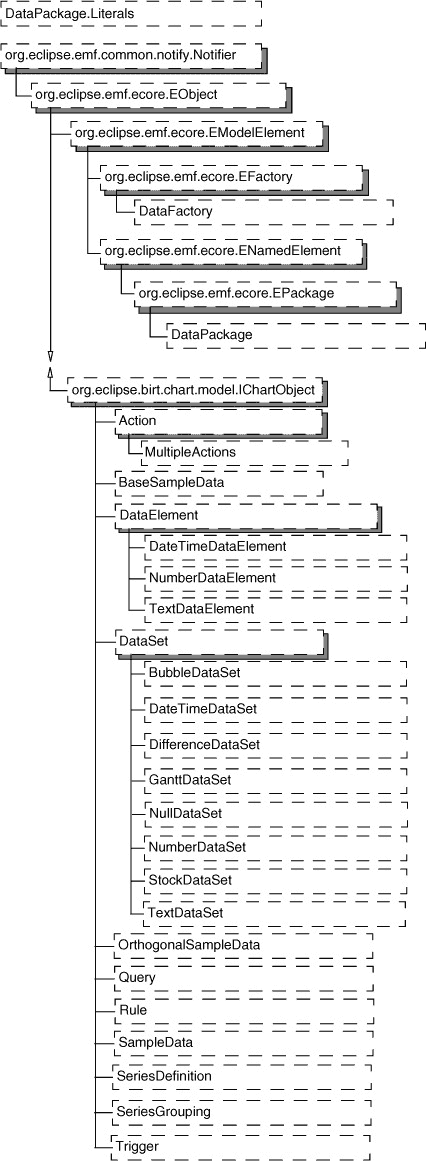 DataPackage.Literals
org.eclipse.emf.common.notify.Notifier
org.eclipse.emf.ecore.EObject
org.eclipse.emf.ecore.EModelElement
org.eclipse.emf.ecore.EFactory
DataFactory
org.eclipse.emf.ecore.ENamedElement
org.eclipse.emf.ecore.EPackage
DataPackage
org.eclipse.birt.chart.model.IChartObject
Action
MultipleActions
BaseSampleData
DataElement
DateTimeDataElement
NumberDataElement
TextDataElement
DataSet
BubbleDataSet
DateTimeDataSet
DifferenceDataSet
GanttDataSet
NullDataSet
NumberDataSet
StockDataSet
TextDataSet
OrthogonalSampleData
Query
Rule
SampleData
SeriesDefinition
SeriesGrouping
Trigger